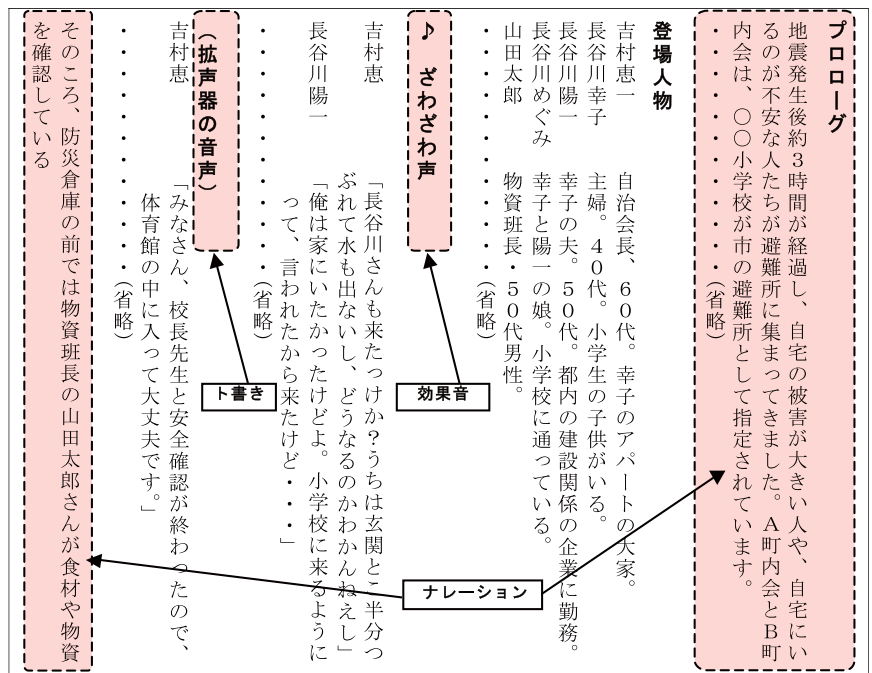 プロローグ
地震発生後約3時間が経過し、自宅の被害が大きい人や、自宅にい
るのが不安な人たちが避難所に集まってきました。A町内会とB町
内会は、〇〇小学校が市の避難所として指定されています。
・・・・・・・・・・・・(省略)
登場人物
吉村恵一 自治会長、60代。幸子のアパートの大家。
長谷川幸子 主婦。40代。小学生の子供がいる。
長谷川陽一 幸子の夫。50代。都内の建設関係の企業に勤務。
長谷川めぐみ 幸子と陽一の娘。小学校に通っている。
山田太郎 物資班長・50代男性。
・・・・・・・・・・・・(省略)
♪ ざわざわ声
吉村恵 「長谷川さんも来たっけか?うちは玄関とこ半分つ
ぶれて水も出ないし、どうなるのかわかんねえし」
長谷川陽一 「俺は家にいたかったけどよ。小学校に来るように
って、言われたから来たけど・・・」
・・・・・・・・・・・・(省略)
(拡声器の音声)
吉村恵 「みなさん、校長先生と安全確認が終わったので、
体育館の中に入って大丈夫です。」
・・・・・・・・・・・・(省略)
そのころ、防災倉庫の前では物資班長の山田太郎さんが食材や物資
を確認している
ト書き
効果音
ナレーション